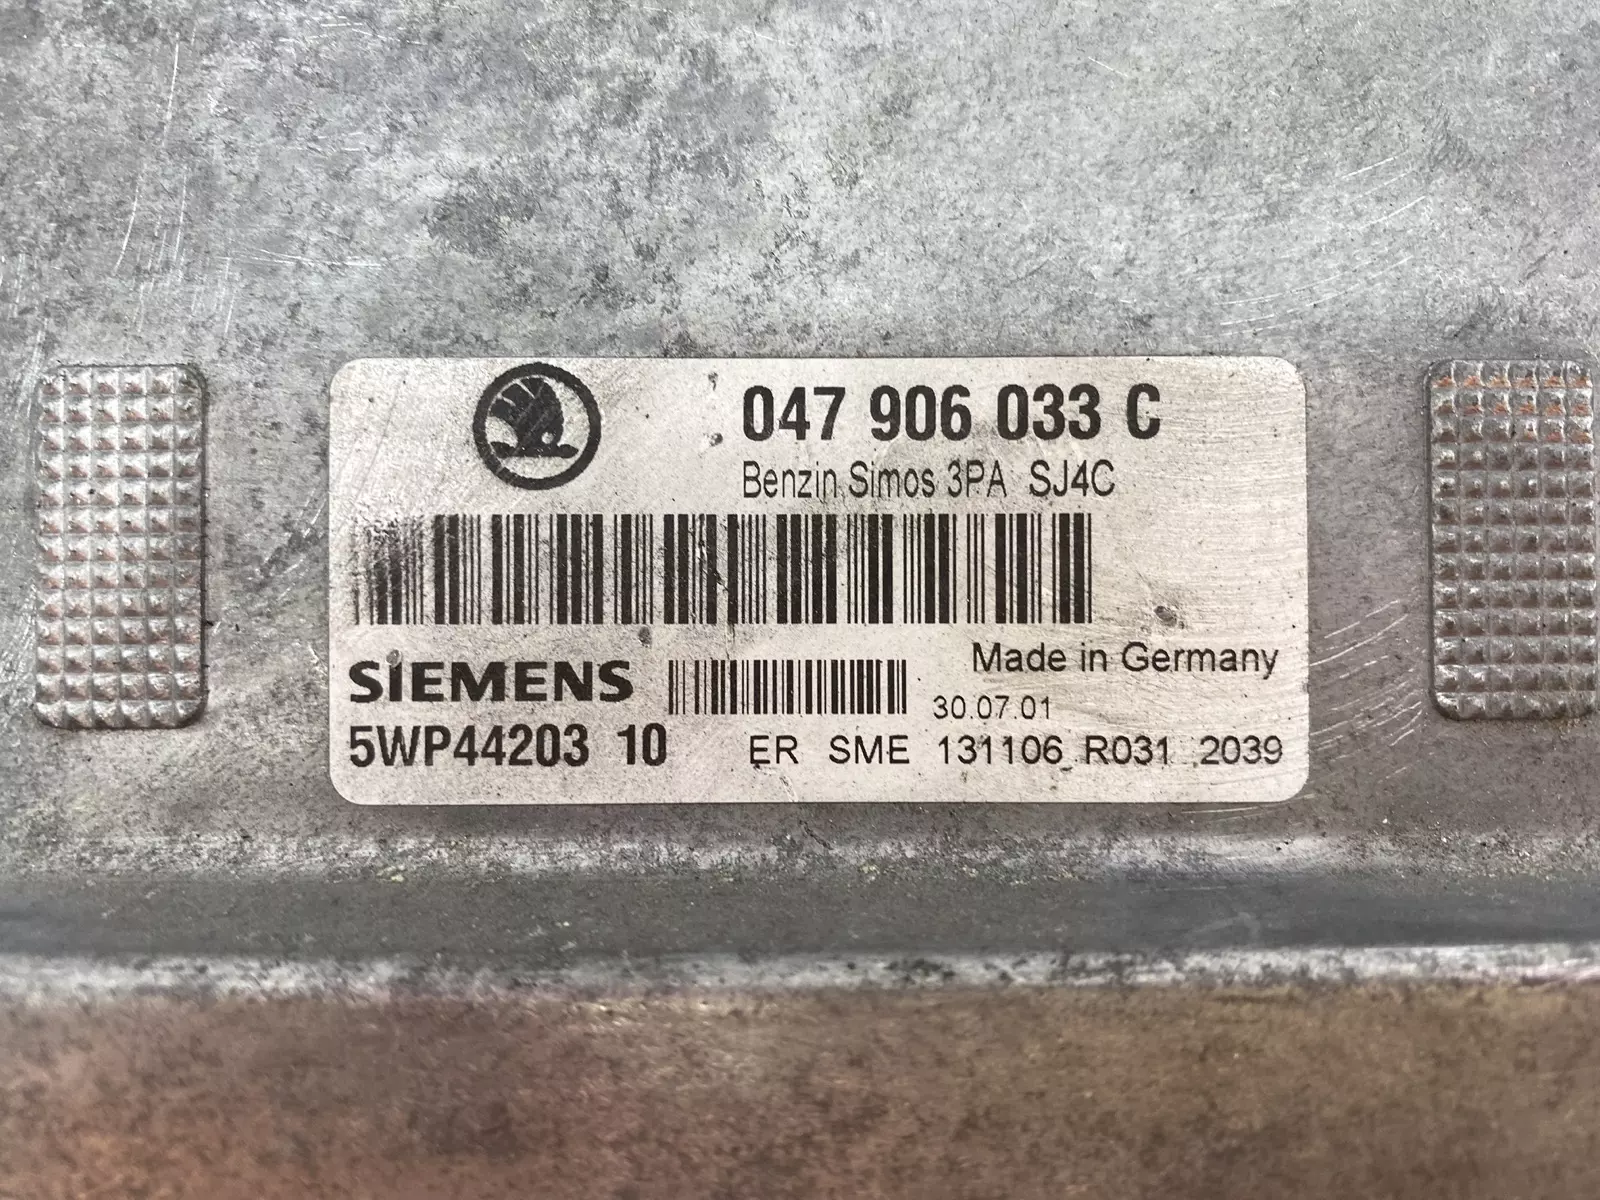 047 906 033 C
Benzin Simos 3PA SJ4C
Made in Germany
SIEMENS
30.07.01
5WP44203 10 ER SME 131106 R031 2039